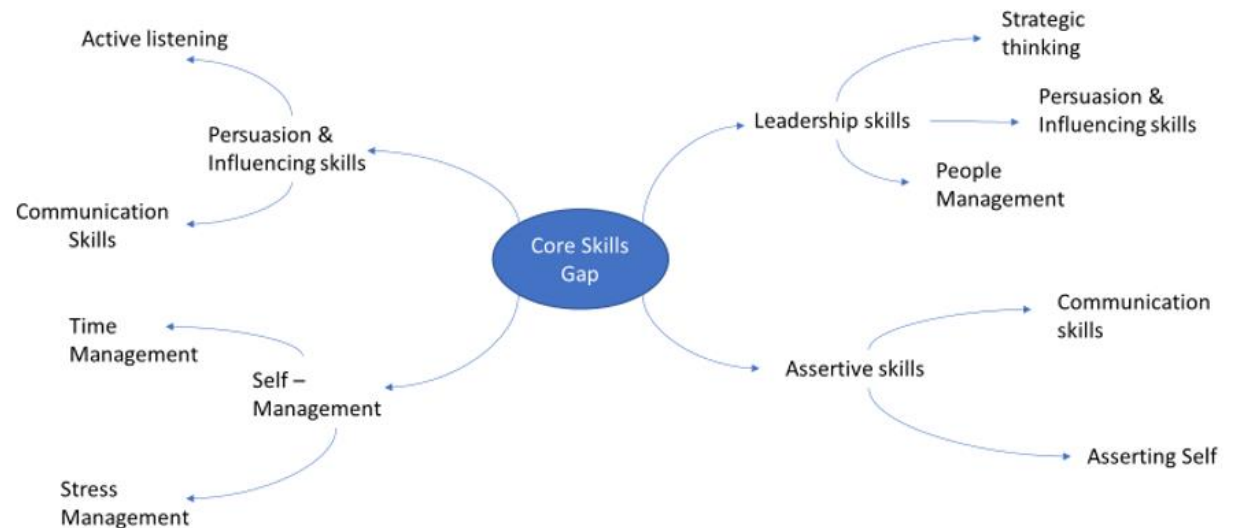 Active listening
Persuasion &
Influencing skills
Communication
Skills
Time
Management
Self –
Management
Stress
Management
Core Skills
Gap
Strategic
thinking
Leadership skills
Persuasion &
Influencing skills
People
Management
Communication
skills
Assertive skills
Asserting Self